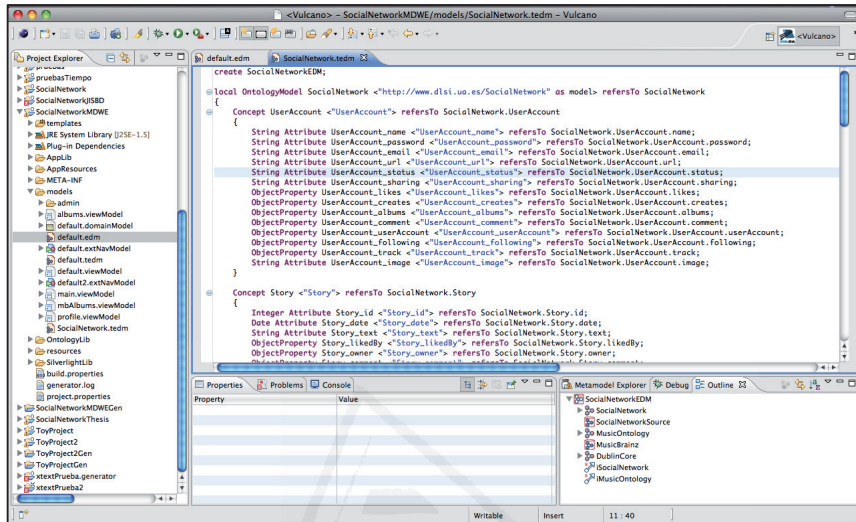 <Vulcano> - SocialNetworkMDWE/models/SocialNetwork.tedm - Vulcano
<Vulcano>
Project Explorer
pruebasTiempo
SocialNetwork
SocialNetworkJISBD
SocialNetworkMDWE
templates
JRE System Library [J2SE-1.5]
Plug-in Dependencies
AppLib
AppResources
META-INF
models
admin
albums.viewModel
default.domainModel
default.edm
default.extNavModel
default.tedm
default.viewModel
default2.extNavModel
main.viewModel
mbAlbums.viewModel
profile.viewModel
SocialNetwork.tedm
OntologyLib
resources
SilverlightLib
build.properties
generator.log
project.properties
SocialNetworkMDWEGen
SocialNetworkThesis
ToyProject
ToyProject2
ToyProject2Gen
ToyProjectGen
xtextPrueba.generator
xtextPrueba2
default.edm
SocialNetwork.tedm
create SocialNetworkEDM;
local OntologyModel SocialNetwork <"http://www.dlsi.ua.es/SocialNetwork" as model> refersTo SocialNetwork
{
Concept UserAccount <"UserAccount"> refersTo SocialNetwork.UserAccount
{
String Attribute UserAccount_name <"UserAccount_name"> refersTo SocialNetwork.UserAccount.name;
String Attribute UserAccount_password <"UserAccount_password"> refersTo SocialNetwork.UserAccount.password;
String Attribute UserAccount_email <"UserAccount_email"> refersTo SocialNetwork.UserAccount.email;
String Attribute UserAccount_url <"UserAccount_url"> refersTo SocialNetwork.UserAccount.url;
String Attribute UserAccount_status <"UserAccount_status"> refersTo SocialNetwork.UserAccount.status;
String Attribute UserAccount_sharing <"UserAccount_sharing"> refersTo SocialNetwork.UserAccount.sharing;
ObjectProperty UserAccount_likes <"UserAccount_likes"> refersTo SocialNetwork.UserAccount.likes;
ObjectProperty UserAccount_creates <"UserAccount_creates"> refersTo SocialNetwork.UserAccount.creates;
ObjectProperty UserAccount_albums <"UserAccount_albums"> refersTo SocialNetwork.UserAccount.albums;
ObjectProperty UserAccount_comment <"UserAccount_comment"> refersTo SocialNetwork.UserAccount.comment;
ObjectProperty UserAccount_userAccount <"UserAccount_userAccount"> refersTo SocialNetwork.UserAccount.userAccount;
ObjectProperty UserAccount_following <"UserAccount_following"> refersTo SocialNetwork.UserAccount.following;
ObjectProperty UserAccount_track <"UserAccount_track"> refersTo SocialNetwork.UserAccount.track;
String Attribute UserAccount_image <"UserAccount_image"> refersTo SocialNetwork.UserAccount.image;
}
Concept Story <"Story"> refersTo SocialNetwork.Story
{
Integer Attribute Story_id <"Story_id"> refersTo SocialNetwork.Story.id;
Date Attribute Story_date <"Story_date"> refersTo SocialNetwork.Story.date;
String Attribute Story_text <"Story_text"> refersTo SocialNetwork.Story.text;
ObjectProperty Story_likedBy <"Story_likedBy"> refersTo SocialNetwork.Story.likedBy;
ObjectProperty Story_owner <"Story_owner"> refersTo SocialNetwork.Story.owner;
Properties Problems Console
Property Value
Metamodel Explorer Debug Outline
SocialNetworkEDM
SocialNetwork
SocialNetworkSource
MusicOntology
MusicBrainz
DublinCore
iSocialNetwork
iMusicOntology
Writable Insert 11 : 40